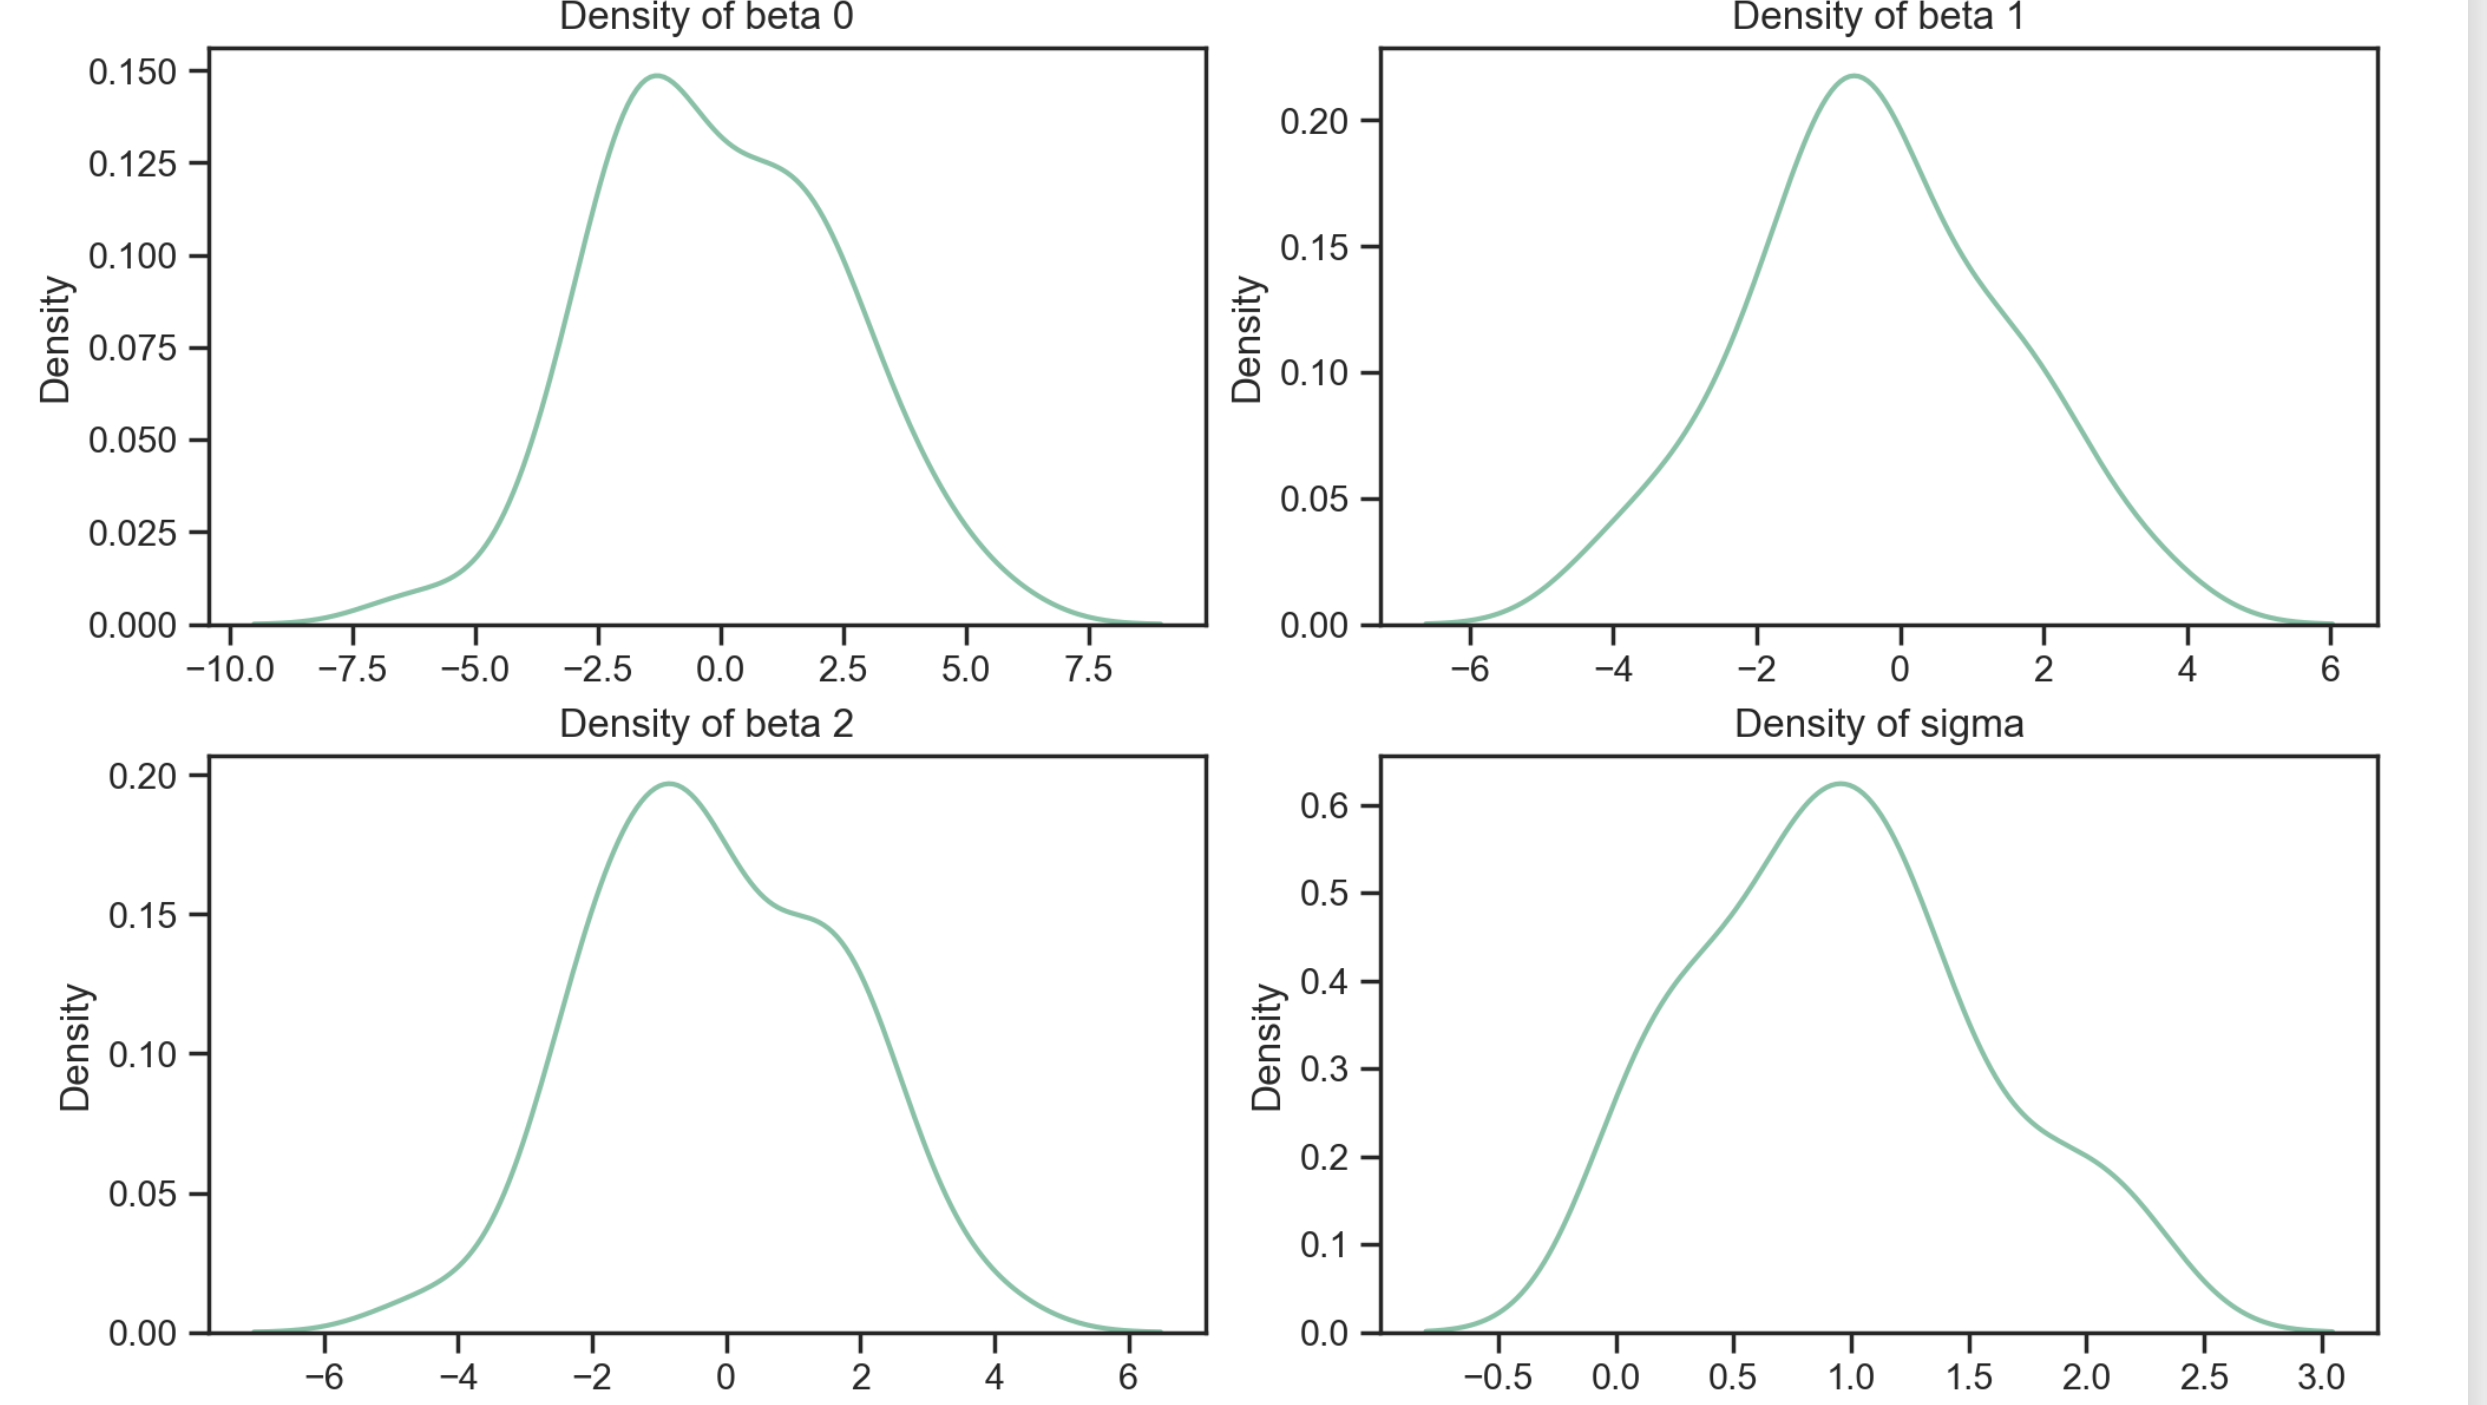 Density of beta 0
0.150
0.125
0.100
0.075
0.050
0.025
0.000
Density
−10.0 −7.5 −5.0 −2.5 0.0 2.5 5.0 7.5
Density of beta 1
0.20
0.15
0.10
0.05
0.00
Density
−6 −4 −2 0 2 4 6
Density of beta 2
0.20
0.15
0.10
0.05
0.00
Density
−6 −4 −2 0 2 4 6
Density of sigma
0.6
0.5
0.4
0.3
0.2
0.1
0.0
Density
−0.5 0.0 0.5 1.0 1.5 2.0 2.5 3.0